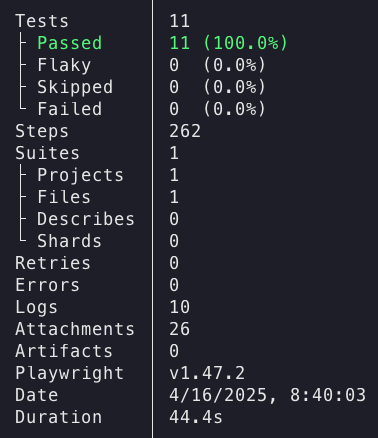 Tests 11
Passed 11 (100.0%)
Flaky 0 (0.0%)
Skipped 0 (0.0%)
Failed 0 (0.0%)
Steps 262
Suites 1
Projects 1
Files 1
Describes 0
Shards 0
Retries 0
Errors 0
Logs 10
Attachments 26
Artifacts 0
Playwright v1.47.2
Date 4/16/2025, 8:40:03
Duration 44.4s